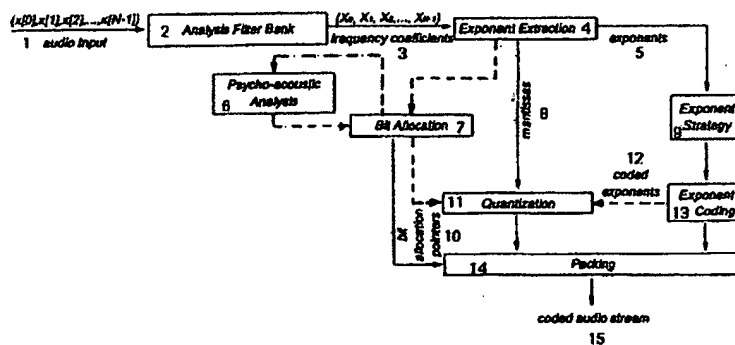 {x[0],x[1],x[2],...,x[N-1]}
1 audio input
2 Analysis Filter Bank
{X₀, X₁, X₂,..., Xₙ₋₁}
frequency coefficients
3
Exponent Extraction 4
exponents
5
Psycho-acoustic
6 Analysis
Bit Allocation 7
mantisses
8
Exponent
Strategy
9
12
coded
exponents
11 Quantization
Exponent
13 Coding
bit
allocation
pointers
10
14 Packing
coded audio stream
15